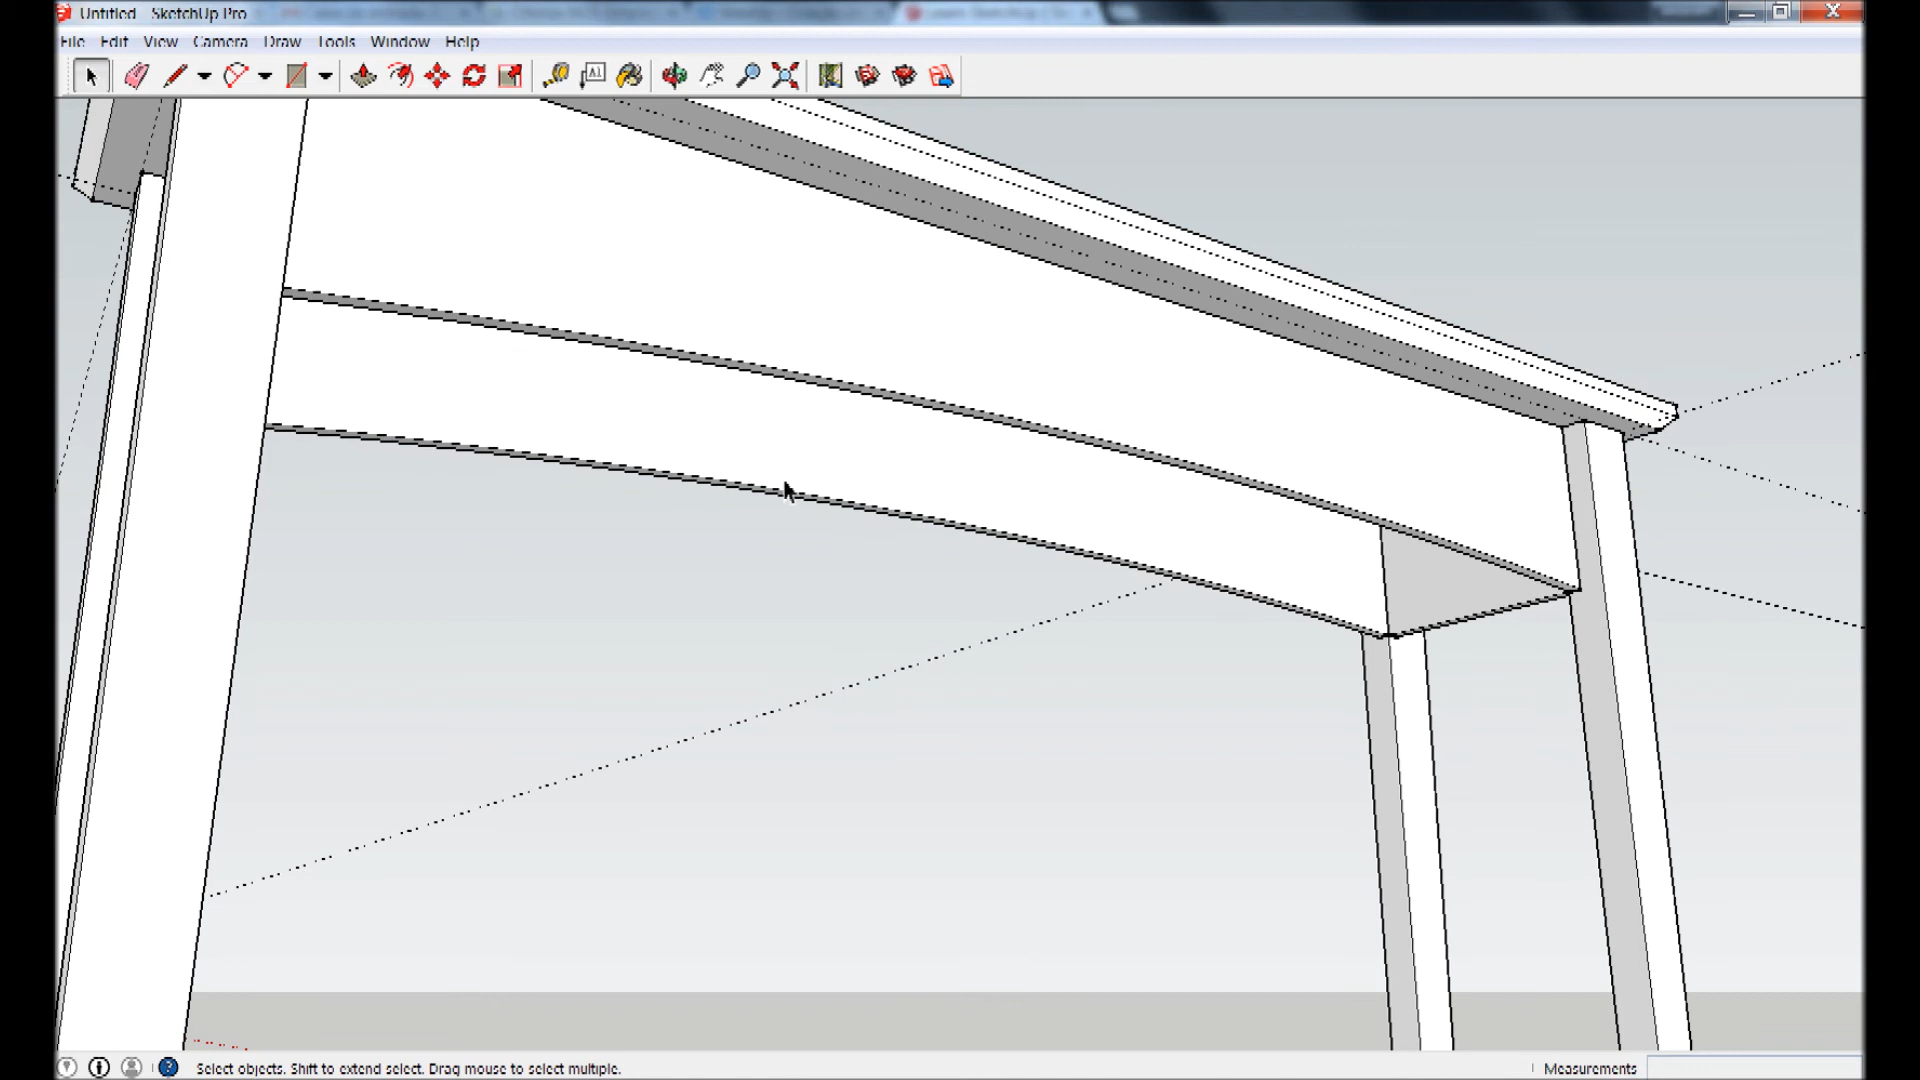 Untitled - SketchUp Pro
File Edit View Camera Draw Tools Window Help
A1
Select objects. Shift to extend select. Drag mouse to select multiple.
Measurements